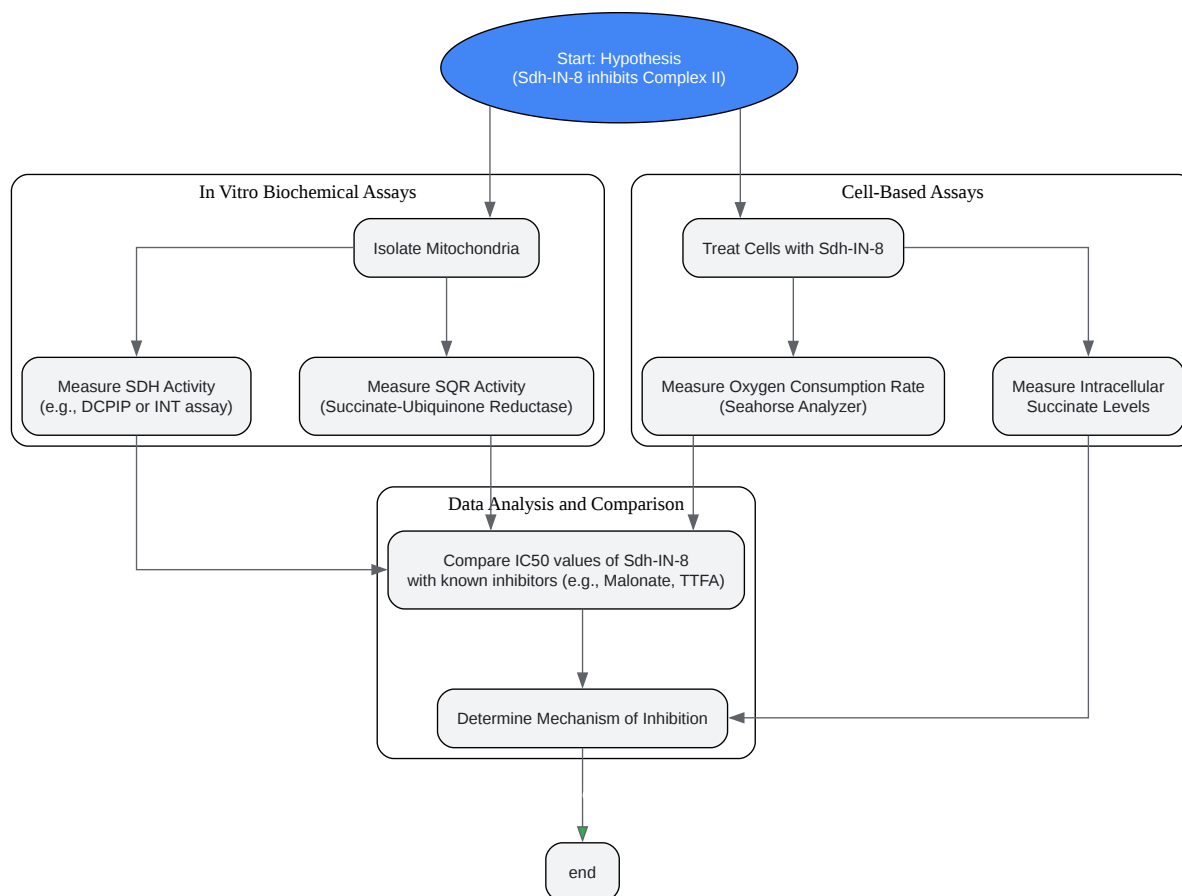 Start: Hypothesis
(Sdh-IN-8 inhibits Complex II)
In Vitro Biochemical Assays
Cell-Based Assays
Isolate Mitochondria
Treat Cells with Sdh-IN-8
Measure SDH Activity
(e.g., DCPIP or INT assay)
Measure SQR Activity
(Succinate-Ubiquinone Reductase)
Measure Oxygen Consumption Rate
(Seahorse Analyzer)
Measure Intracellular
Succinate Levels
Data Analysis and Comparison
Compare IC50 values of Sdh-IN-8
with known inhibitors (e.g., Malonate, TTFA)
Determine Mechanism of Inhibition
end